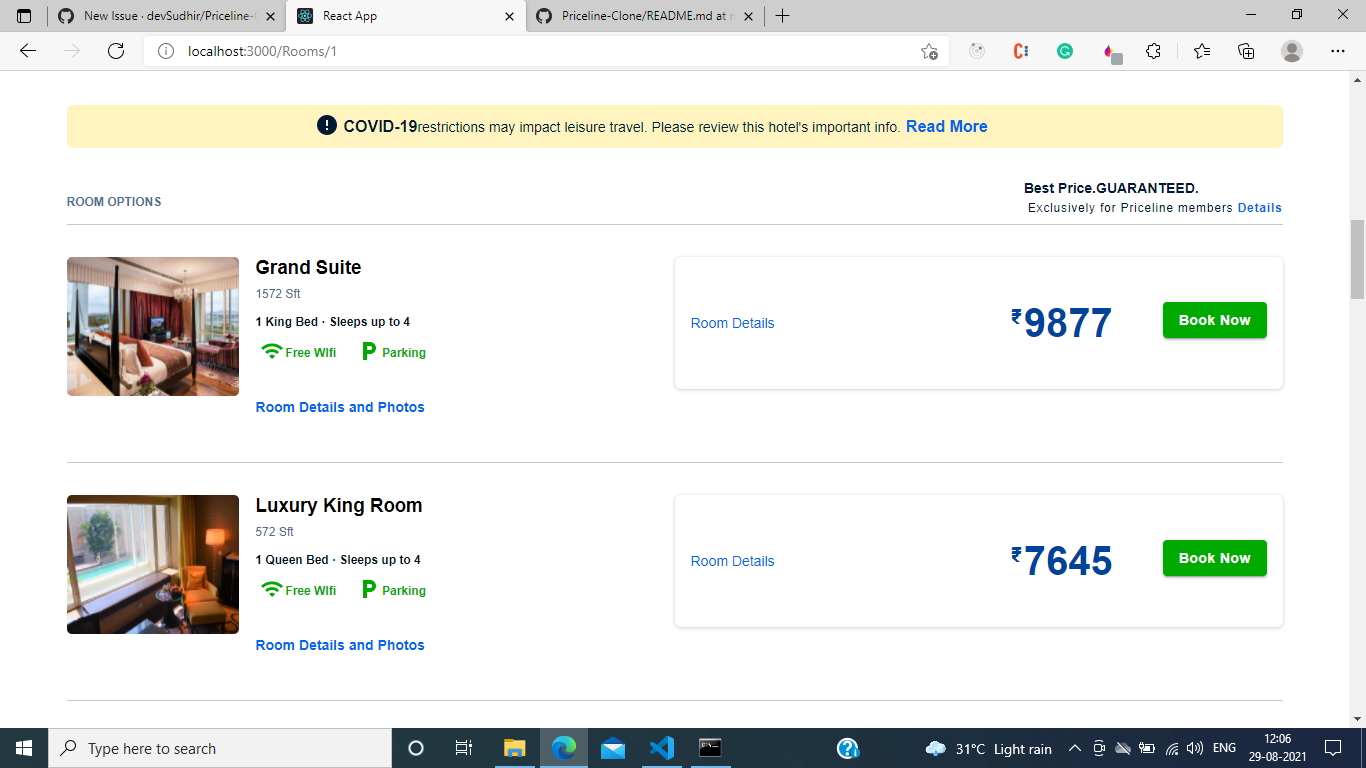 New Issue · devSudhir/Priceline-C
React App
Priceline-Clone/README.md at
localhost:3000/Rooms/1
COVID-19restrictions may impact leisure travel. Please review this hotel's important info. Read More
ROOM OPTIONS
Best Price.GUARANTEED.
Exclusively for Priceline members Details
Grand Suite
1572 Sft
1 King Bed · Sleeps up to 4
Free WIfi P Parking
Room Details and Photos
Room Details
₹9877
Book Now
Luxury King Room
572 Sft
1 Queen Bed · Sleeps up to 4
Free WIfi P Parking
Room Details and Photos
Room Details
₹7645
Book Now
Type here to search
31°C Light rain
ENG
12:06
29-08-2021